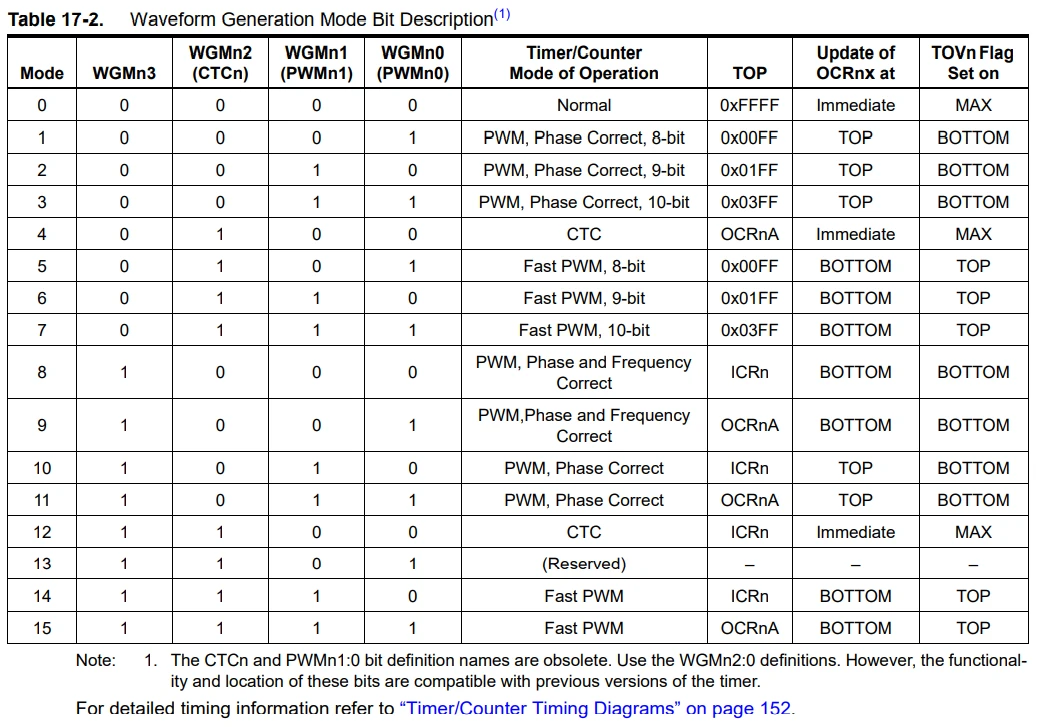 Table 17-2. Waveform Generation Mode Bit Description(1)
Mode WGMn3 WGMn2 (CTCn) WGMn1 (PWMn1) WGMn0 (PWMn0) Timer/Counter Mode of Operation TOP Update of OCRnx at TOVn Flag Set on
0 0 0 0 0 Normal 0xFFFF Immediate MAX
1 0 0 0 1 PWM, Phase Correct, 8-bit 0x00FF TOP BOTTOM
2 0 0 1 0 PWM, Phase Correct, 9-bit 0x01FF TOP BOTTOM
3 0 0 1 1 PWM, Phase Correct, 10-bit 0x03FF TOP BOTTOM
4 0 1 0 0 CTC OCRnA Immediate MAX
5 0 1 0 1 Fast PWM, 8-bit 0x00FF BOTTOM TOP
6 0 1 1 0 Fast PWM, 9-bit 0x01FF BOTTOM TOP
7 0 1 1 1 Fast PWM, 10-bit 0x03FF BOTTOM TOP
8 1 0 0 0 PWM, Phase and Frequency Correct ICRn BOTTOM BOTTOM
9 1 0 0 1 PWM,Phase and Frequency Correct OCRnA BOTTOM BOTTOM
10 1 0 1 0 PWM, Phase Correct ICRn TOP BOTTOM
11 1 0 1 1 PWM, Phase Correct OCRnA TOP BOTTOM
12 1 1 0 0 CTC ICRn Immediate MAX
13 1 1 0 1 (Reserved) – – –
14 1 1 1 0 Fast PWM ICRn BOTTOM TOP
15 1 1 1 1 Fast PWM OCRnA BOTTOM TOP
Note: 1. The CTCn and PWMn1:0 bit definition names are obsolete. Use the WGMn2:0 definitions. However, the functional-
ity and location of these bits are compatible with previous versions of the timer.
For detailed timing information refer to “Timer/Counter Timing Diagrams” on page 152.